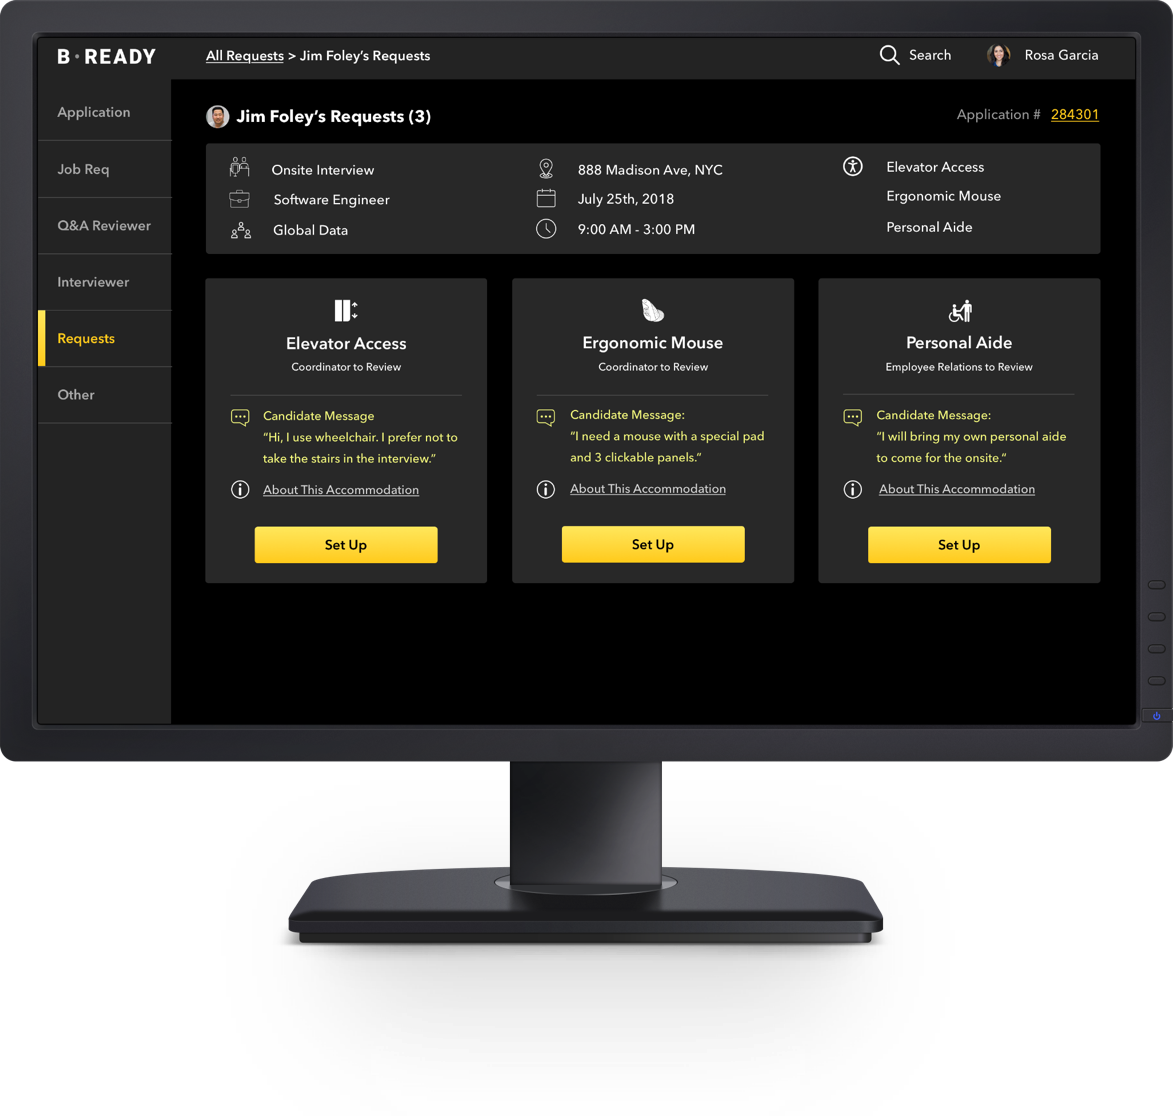 B · READY
All Requests > Jim Foley’s Requests
Search
Rosa Garcia
Application
Job Req
Q&A Reviewer
Interviewer
Requests
Other
Jim Foley’s Requests (3)
Application # 284301
Onsite Interview
Software Engineer
Global Data
888 Madison Ave, NYC
July 25th, 2018
9:00 AM - 3:00 PM
Elevator Access
Ergonomic Mouse
Personal Aide
Elevator Access
Coordinator to Review
Candidate Message
“Hi, I use wheelchair. I prefer not to
take the stairs in the interview.”
About This Accommodation
Set Up
Ergonomic Mouse
Coordinator to Review
Candidate Message:
“I need a mouse with a special pad
and 3 clickable panels.”
About This Accommodation
Set Up
Personal Aide
Employee Relations to Review
Candidate Message:
“I will bring my own personal aide
to come for the onsite.“
About This Accommodation
Set Up